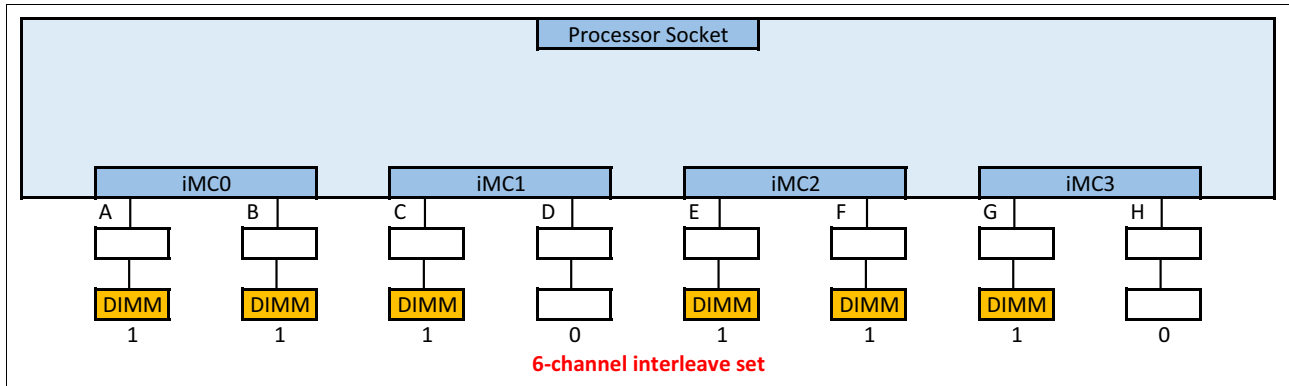 Processor Socket
iMC0 iMC1 iMC2 iMC3
A B C D E F G H
DIMM DIMM DIMM DIMM DIMM DIMM
1 1 1 0 1 1 1 0
6-channel interleave set